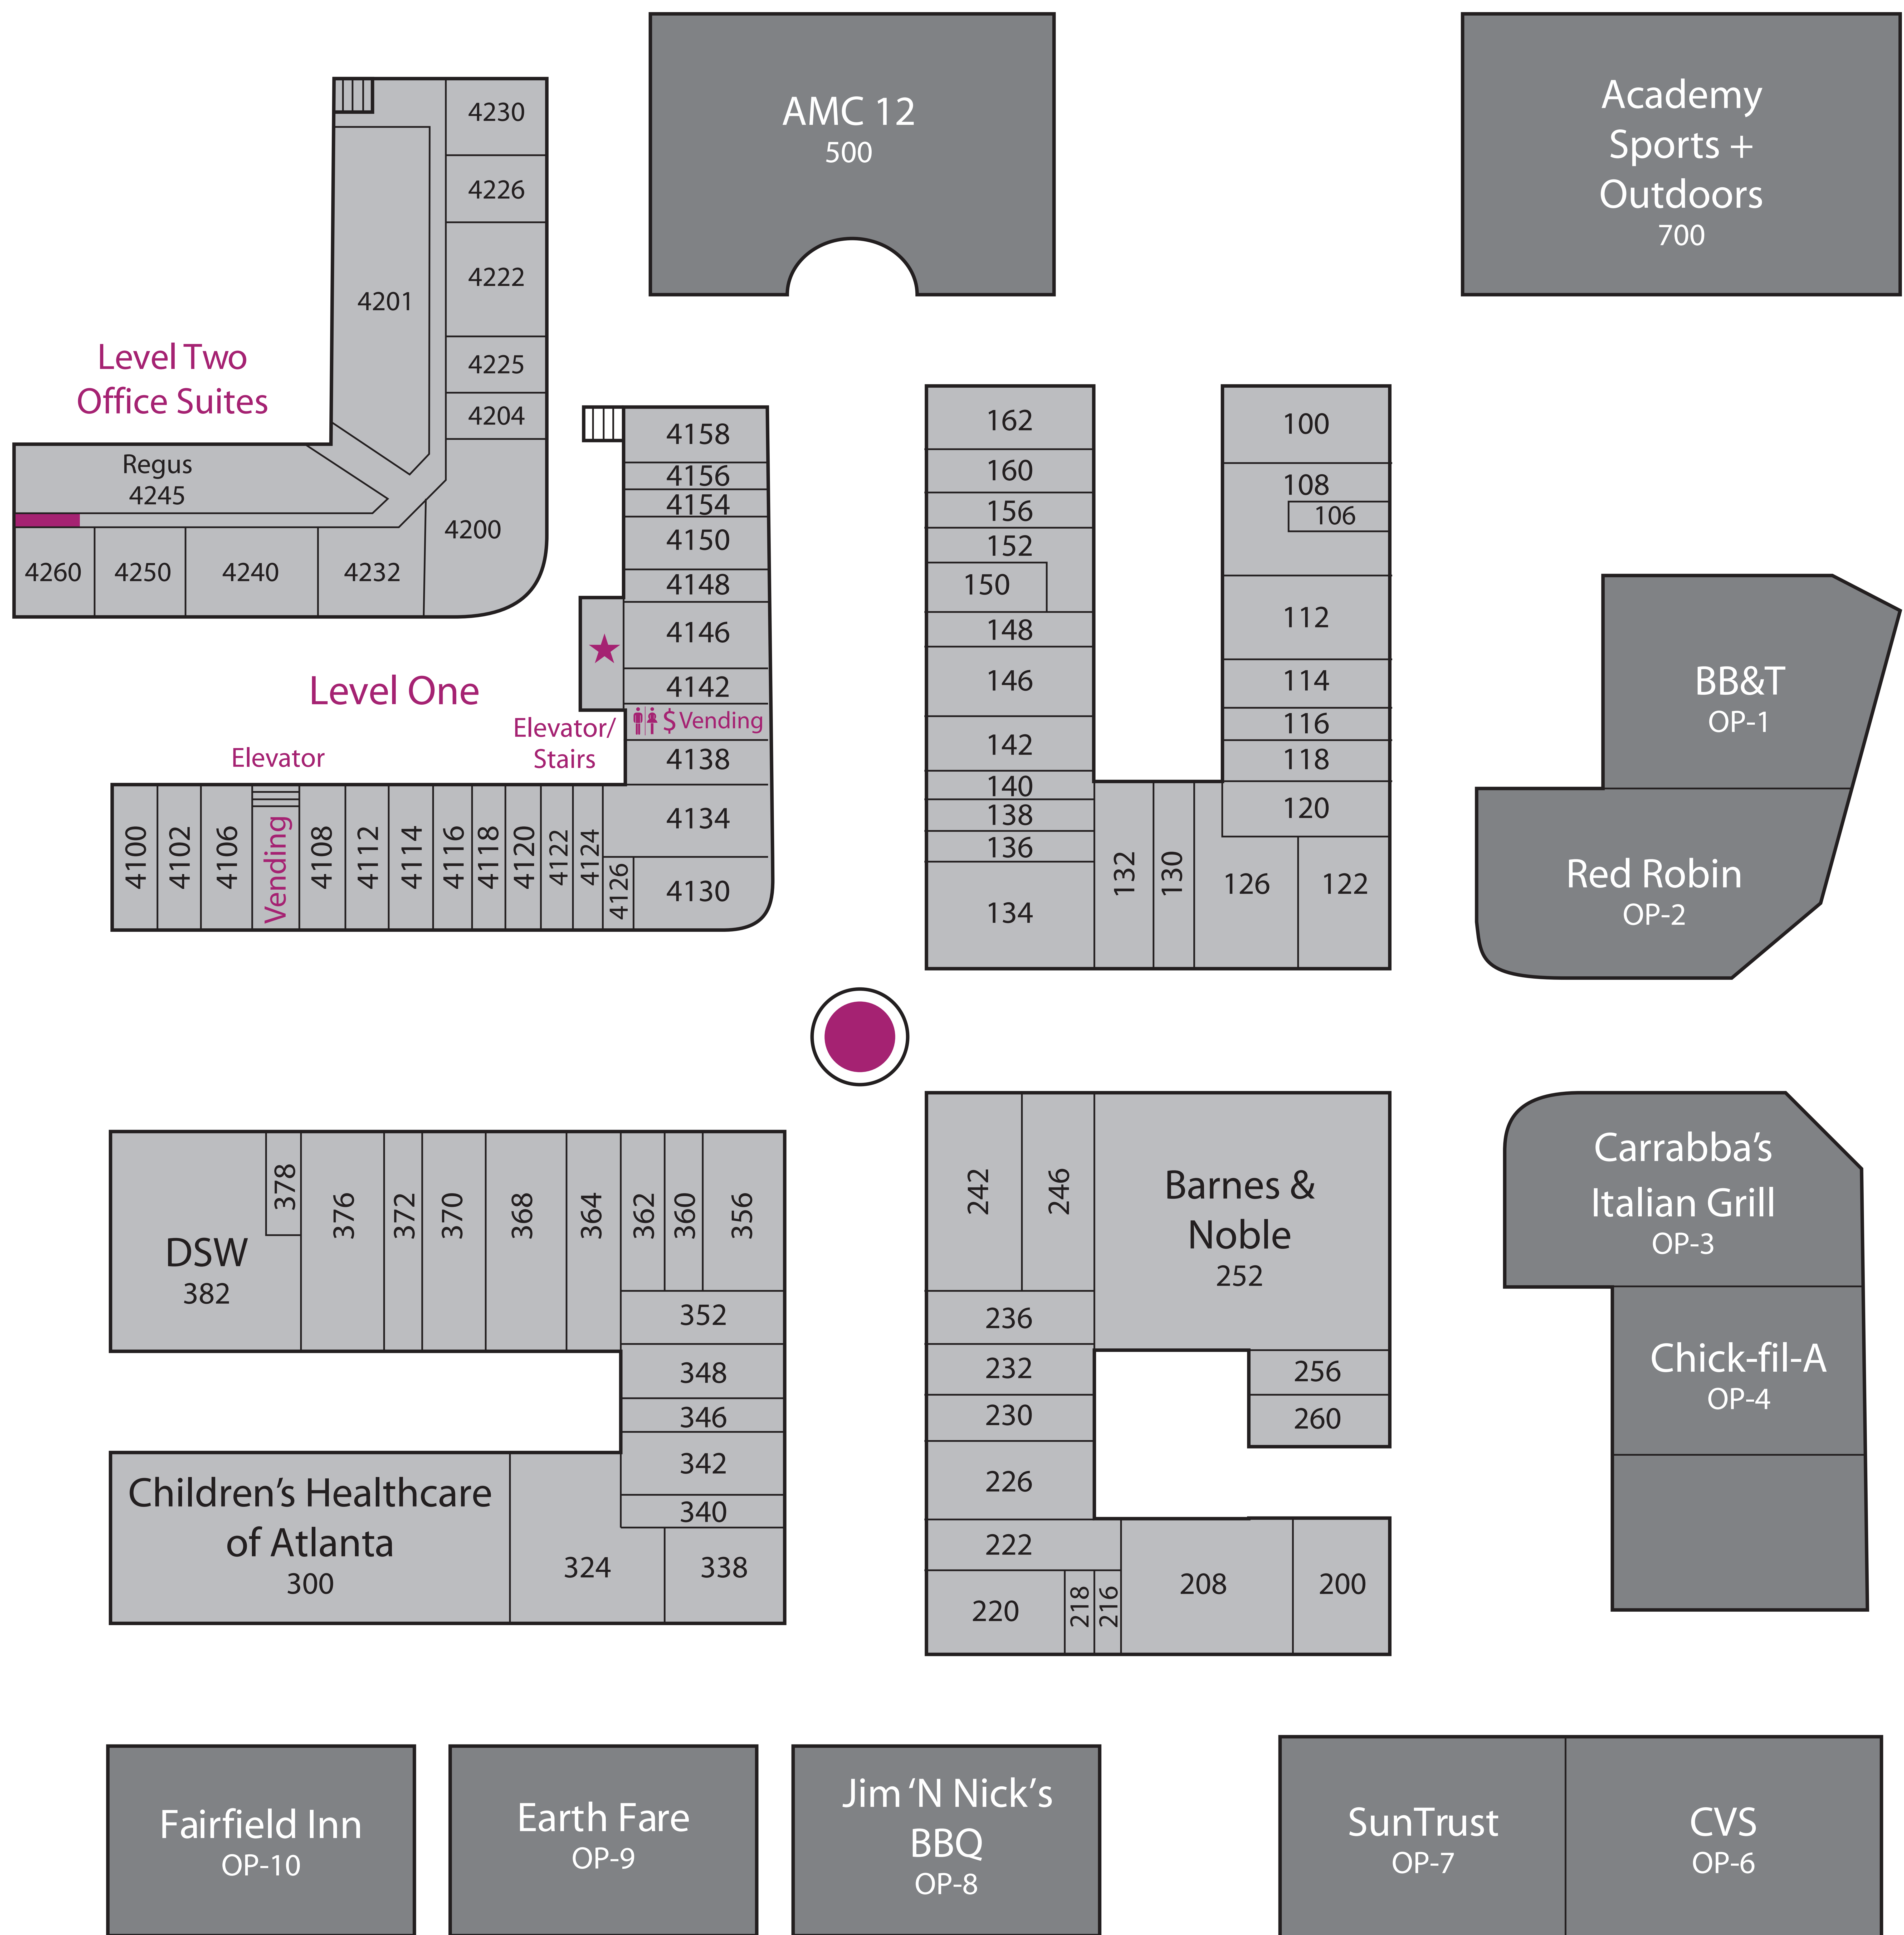 AMC 12
500
Academy
Sports +
Outdoors
700
4230
4226
4222
4225
4204
4201
4200
Level Two
Office Suites
Regus
4245
4260
4250
4240
4232
4158
4156
4154
4150
4148
4146
4142
$ Vending
4138
4134
4130
Level One
Elevator/
Stairs
Elevator
4100
4102
4106
Vending
4108
4112
4114
4116
4118
4120
4122
4124
4126
162
160
156
152
150
148
146
142
140
138
136
134
132
130
126
122
100
108
106
112
114
116
118
120
BB&T
OP-1
Red Robin
OP-2
DSW
382
378
376
372
370
368
364
362
360
356
352
348
346
342
340
338
324
Children’s Healthcare
of Atlanta
300
242
246
Barnes &
Noble
252
236
232
230
226
222
220
218
216
208
200
256
260
Carrabba’s
Italian Grill
OP-3
Chick-fil-A
OP-4
Fairfield Inn
OP-10
Earth Fare
OP-9
Jim ‘N Nick’s
BBQ
OP-8
SunTrust
OP-7
CVS
OP-6